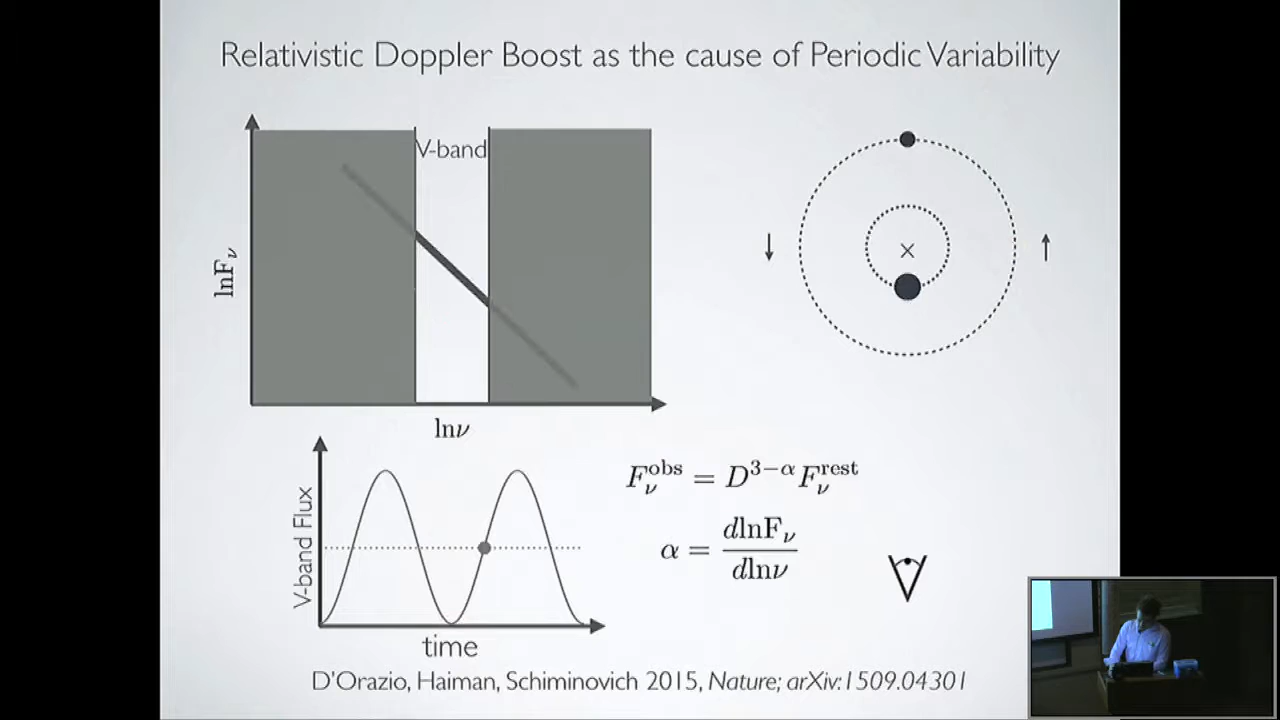 Relativistic Doppler Boost as the cause of Periodic Variability
V-band
lnFν
lnν
V-band Flux
time
Fν^obs = D^{3−α} Fν^rest
α = dlnFν / dlnν
D'Orazio, Haiman, Schiminovich 2015, Nature; arXiv:1509.04301